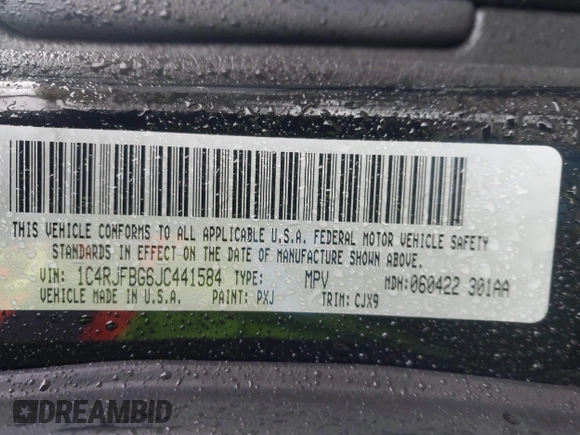 THIS VEHICLE CONFORMS TO ALL APPLICABLE U.S.A. FEDERAL MOTOR VEHICLE SAFETY
STANDARDS IN EFFECT ON THE DATE OF MANUFACTURE SHOWN ABOVE.
VIN: 1C4RJFBG6JC441584 TYPE: MPV MDH:060422 301AA
VEHICLE MADE IN U.S.A. PAINT: PXJ TRIM: CJX9
DREAMBID